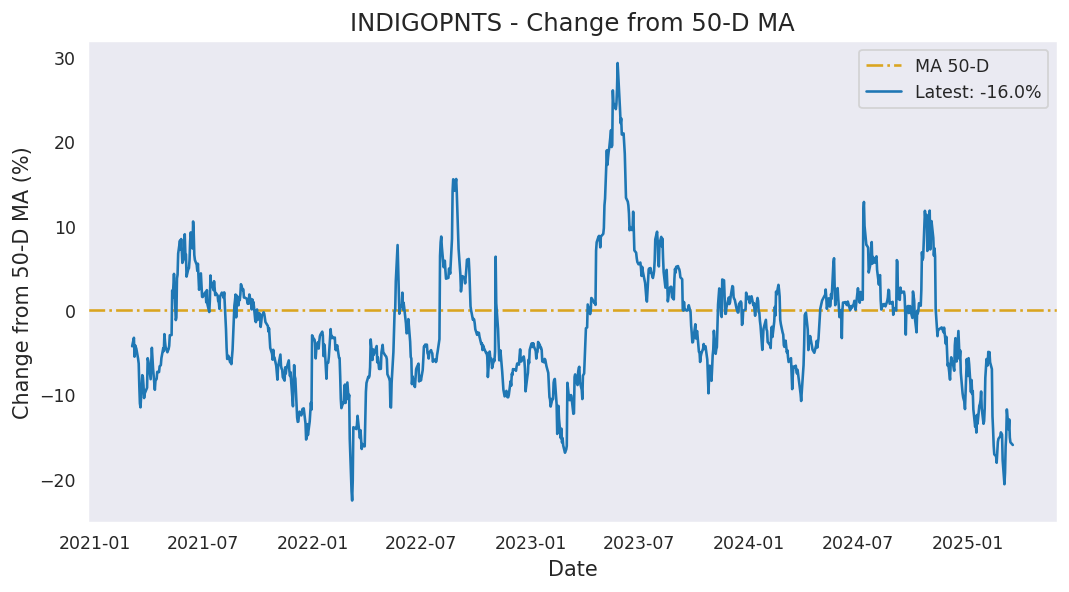 INDIGOPNTS - Change from 50-D MA
MA 50-D
Latest: -16.0%
Change from 50-D MA (%)
30
20
10
0
−10
−20
2021-01 2021-07 2022-01 2022-07 2023-01 2023-07 2024-01 2024-07 2025-01
Date